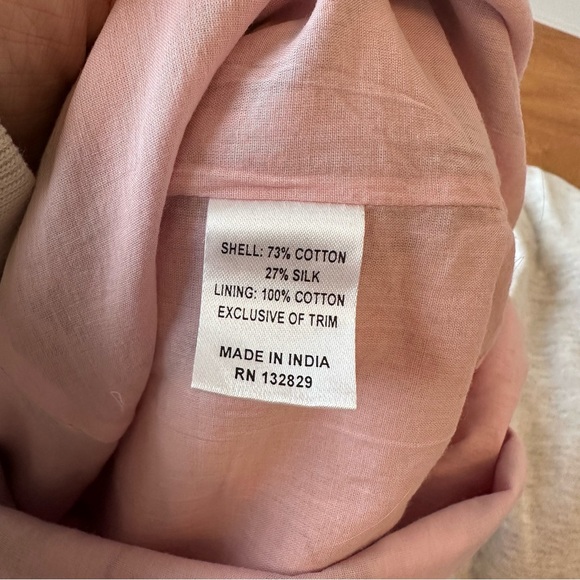 SHELL: 73% COTTON
27% SILK
LINING: 100% COTTON
EXCLUSIVE OF TRIM
MADE IN INDIA
RN 132829